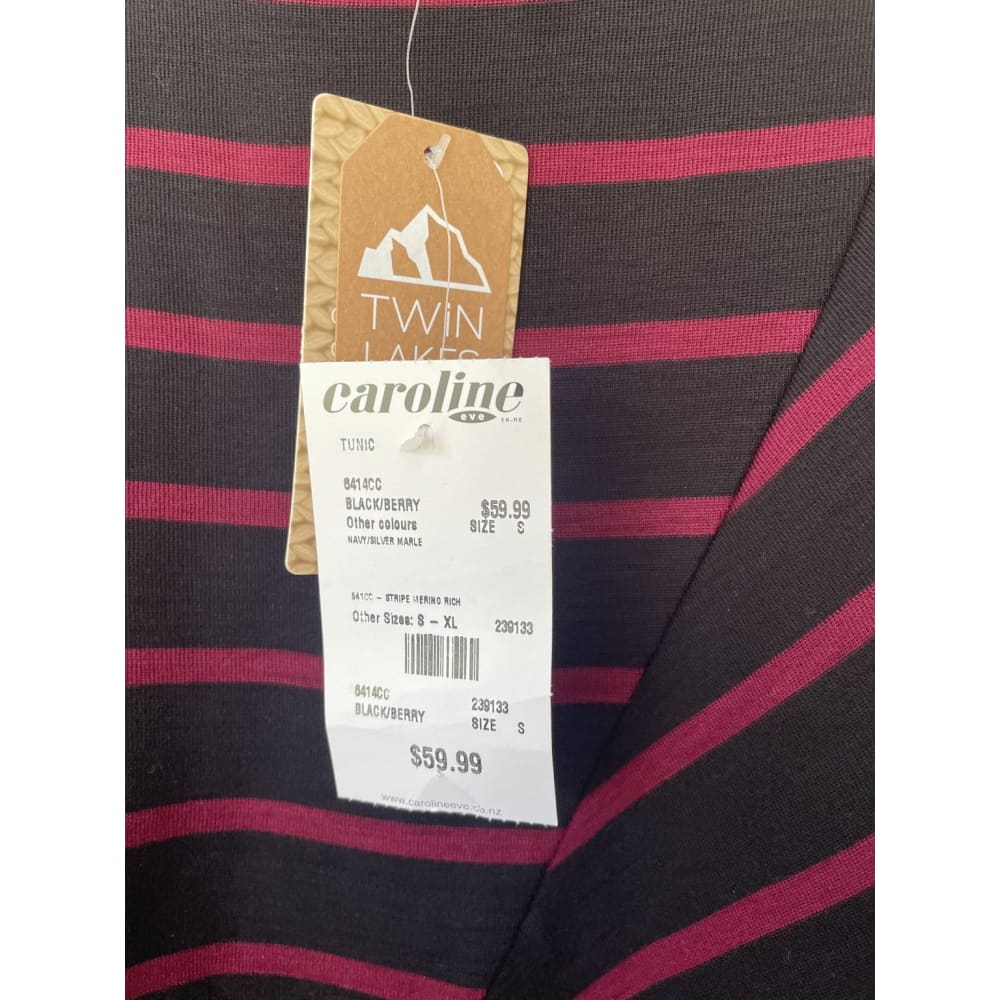 TWiN
LAKES
caroline
eve co.nz
TUNIC
6414CC
BLACK/BERRY $59.99
Other colours SIZE S
NAVY/SILVER MARLE
641CC - STRIPE MERINO RICH
Other Sizes: S - XL 239133
6414CC 239133
BLACK/BERRY SIZE S
$59.99
www.carolineeve.co.nz